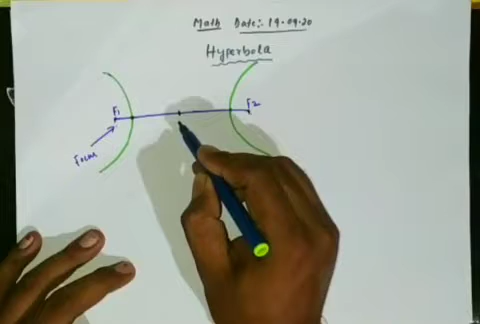 Math Date:- 19.09.20
Hyperbola
F1
F2
Focus